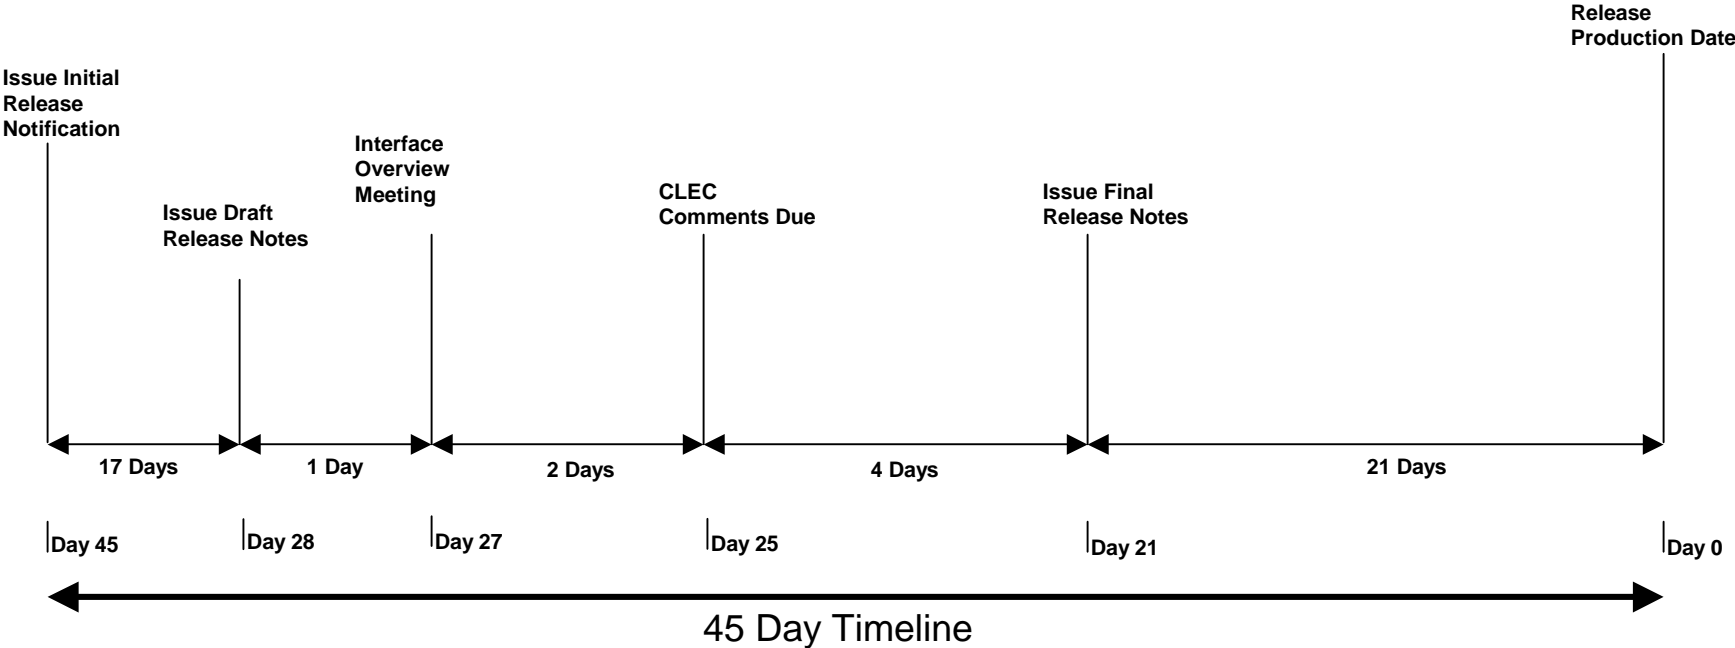 Release
Production Date
Issue Initial
Release
Notification
Interface
Overview
Meeting
CLEC
Comments Due
Issue Final
Release Notes
Issue Draft
Release Notes
17 Days
1 Day
2 Days
4 Days
21 Days
Day 45
Day 28
Day 27
Day 25
Day 21
Day 0
45 Day Timeline